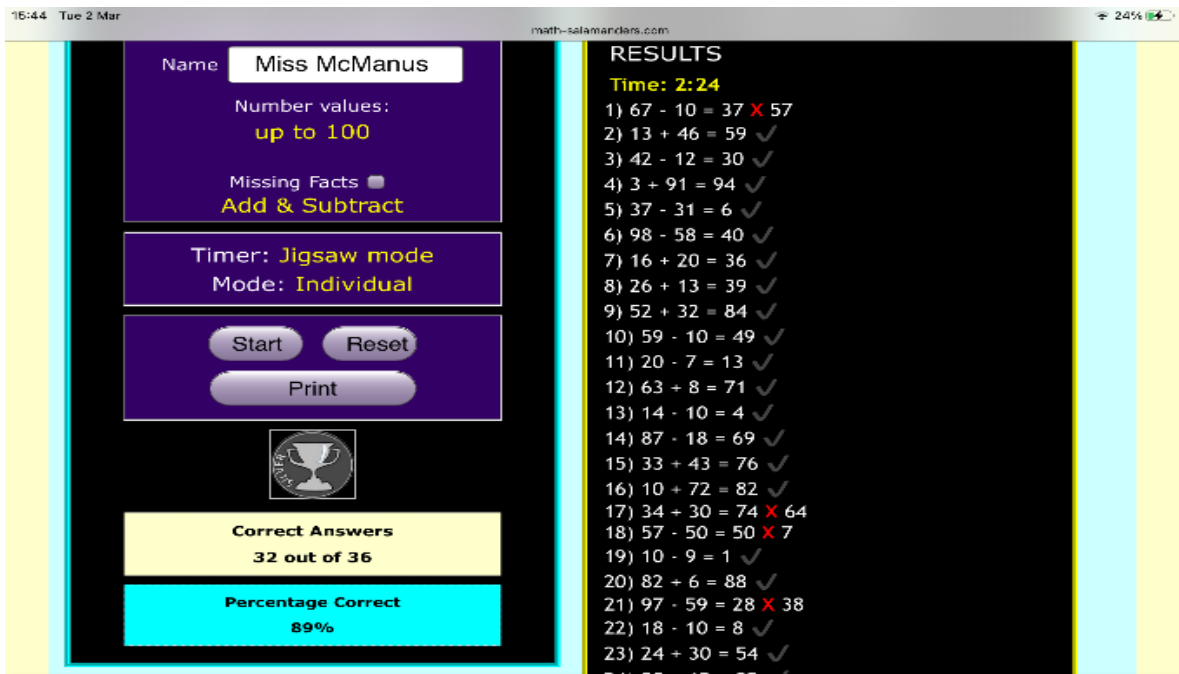 15:44 Tue 2 Mar
24%
math-salamanders.com
Name Miss McManus
Number values:
up to 100
Missing Facts
Add & Subtract
Timer: Jigsaw mode
Mode: Individual
Start Reset
Print
SILVER
Correct Answers
32 out of 36
Percentage Correct
89%
RESULTS
Time: 2:24
1) 67 - 10 = 37 X 57
2) 13 + 46 = 59 ✓
3) 42 - 12 = 30 ✓
4) 3 + 91 = 94 ✓
5) 37 - 31 = 6 ✓
6) 98 - 58 = 40 ✓
7) 16 + 20 = 36 ✓
8) 26 + 13 = 39 ✓
9) 52 + 32 = 84 ✓
10) 59 - 10 = 49 ✓
11) 20 - 7 = 13 ✓
12) 63 + 8 = 71 ✓
13) 14 - 10 = 4 ✓
14) 87 - 18 = 69 ✓
15) 33 + 43 = 76 ✓
16) 10 + 72 = 82 ✓
17) 34 + 30 = 74 X 64
18) 57 - 50 = 50 X 7
19) 10 - 9 = 1 ✓
20) 82 + 6 = 88 ✓
21) 97 - 59 = 28 X 38
22) 18 - 10 = 8 ✓
23) 24 + 30 = 54 ✓